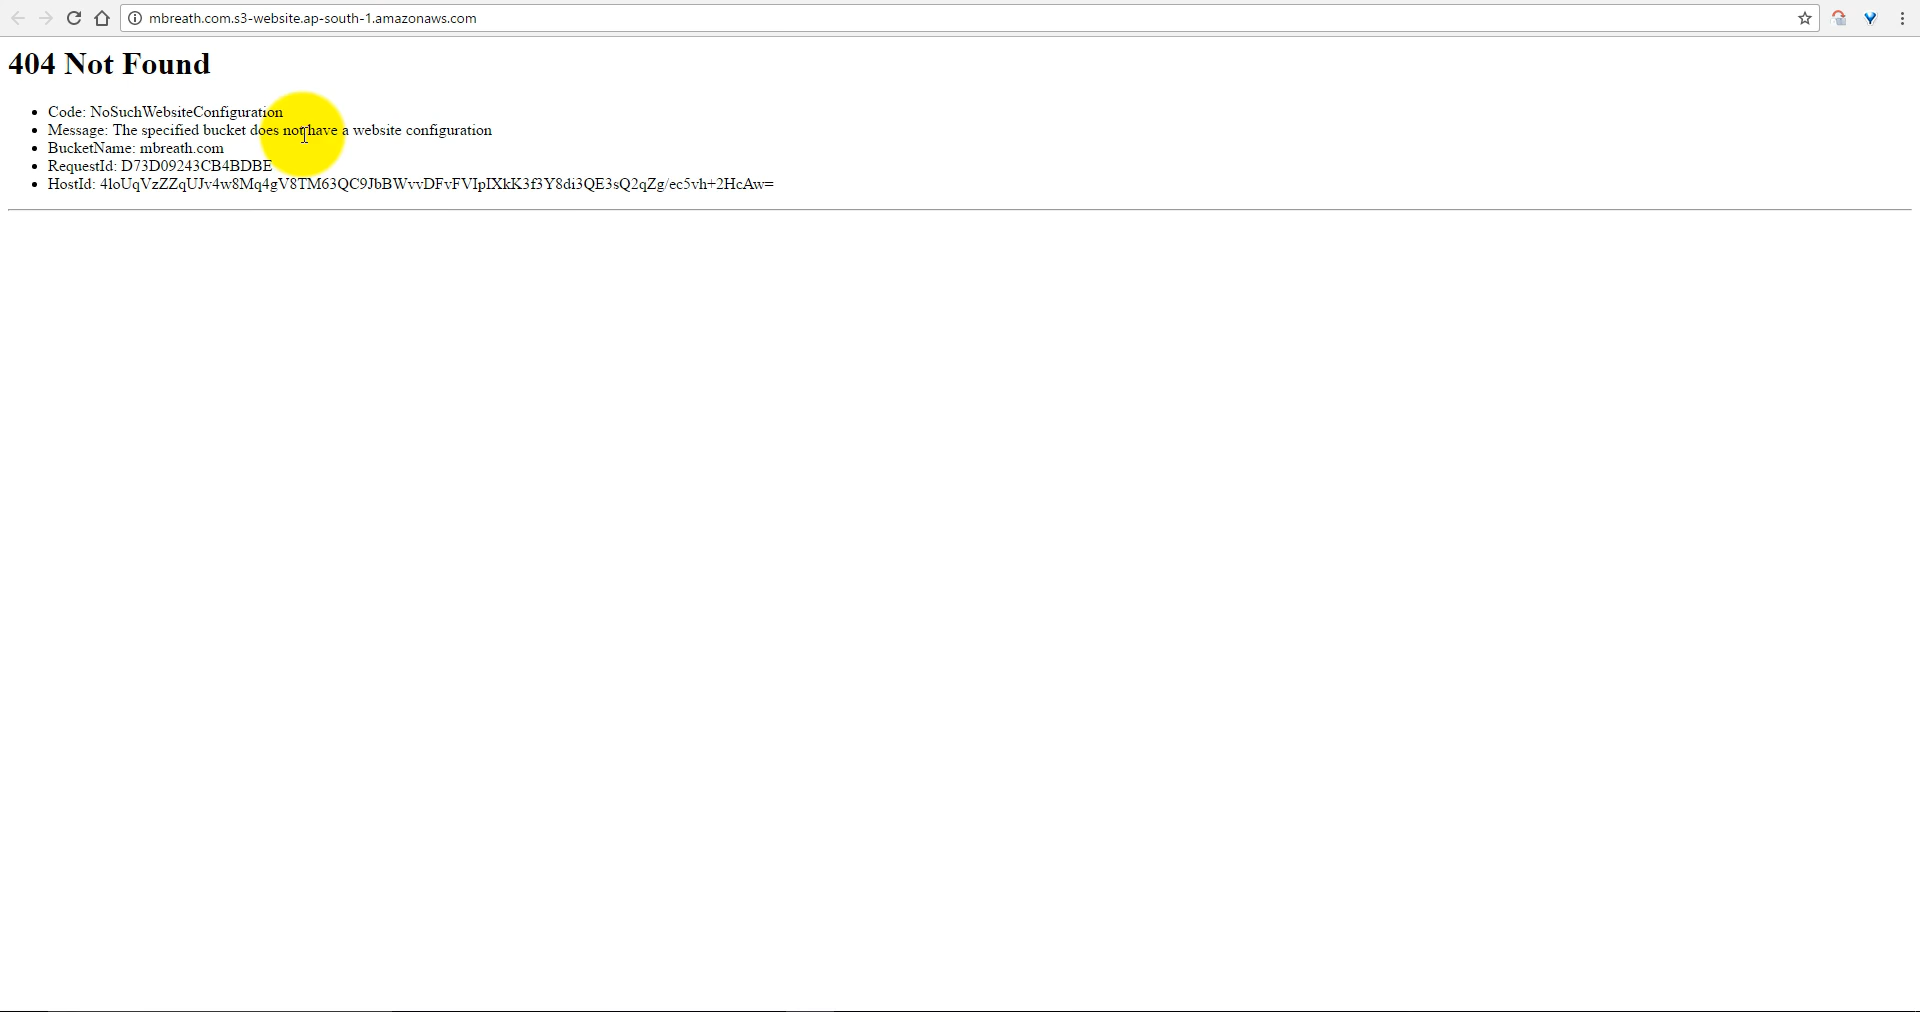 mbreath.com.s3-website.ap-south-1.amazonaws.com
404 Not Found
Code: NoSuchWebsiteConfiguration
Message: The specified bucket does not have a website configuration
BucketName: mbreath.com
RequestId: D73D09243CB4BDBE
HostId: 4loUqVzZZqUJv4w8Mq4gV8TM63QC9JbBWvvDFvFVIpIXkK3f3Y8di3QE3sQ2qZg/ec5vh+2HcAw=